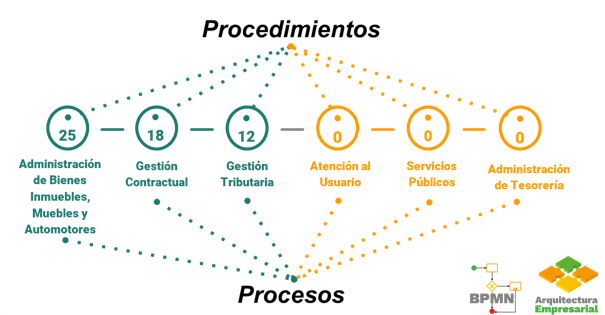 Procedimientos
25
18
12
0
0
0
Administración
de Bienes
Inmuebles,
Muebles y
Automotores
Gestión
Contractual
Gestión
Tributaria
Atención al
Usuario
Servicios
Públicos
Administración
de Tesorería
Procesos
BPMN
Arquitectura
Empresarial